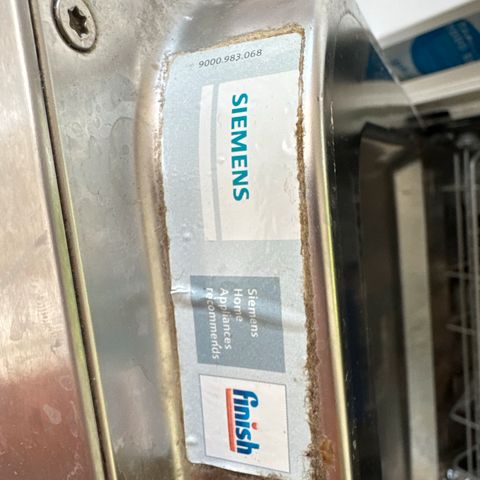 9000.983.068
SIEMENS
Siemens
Home
Appliances
recommends
finish